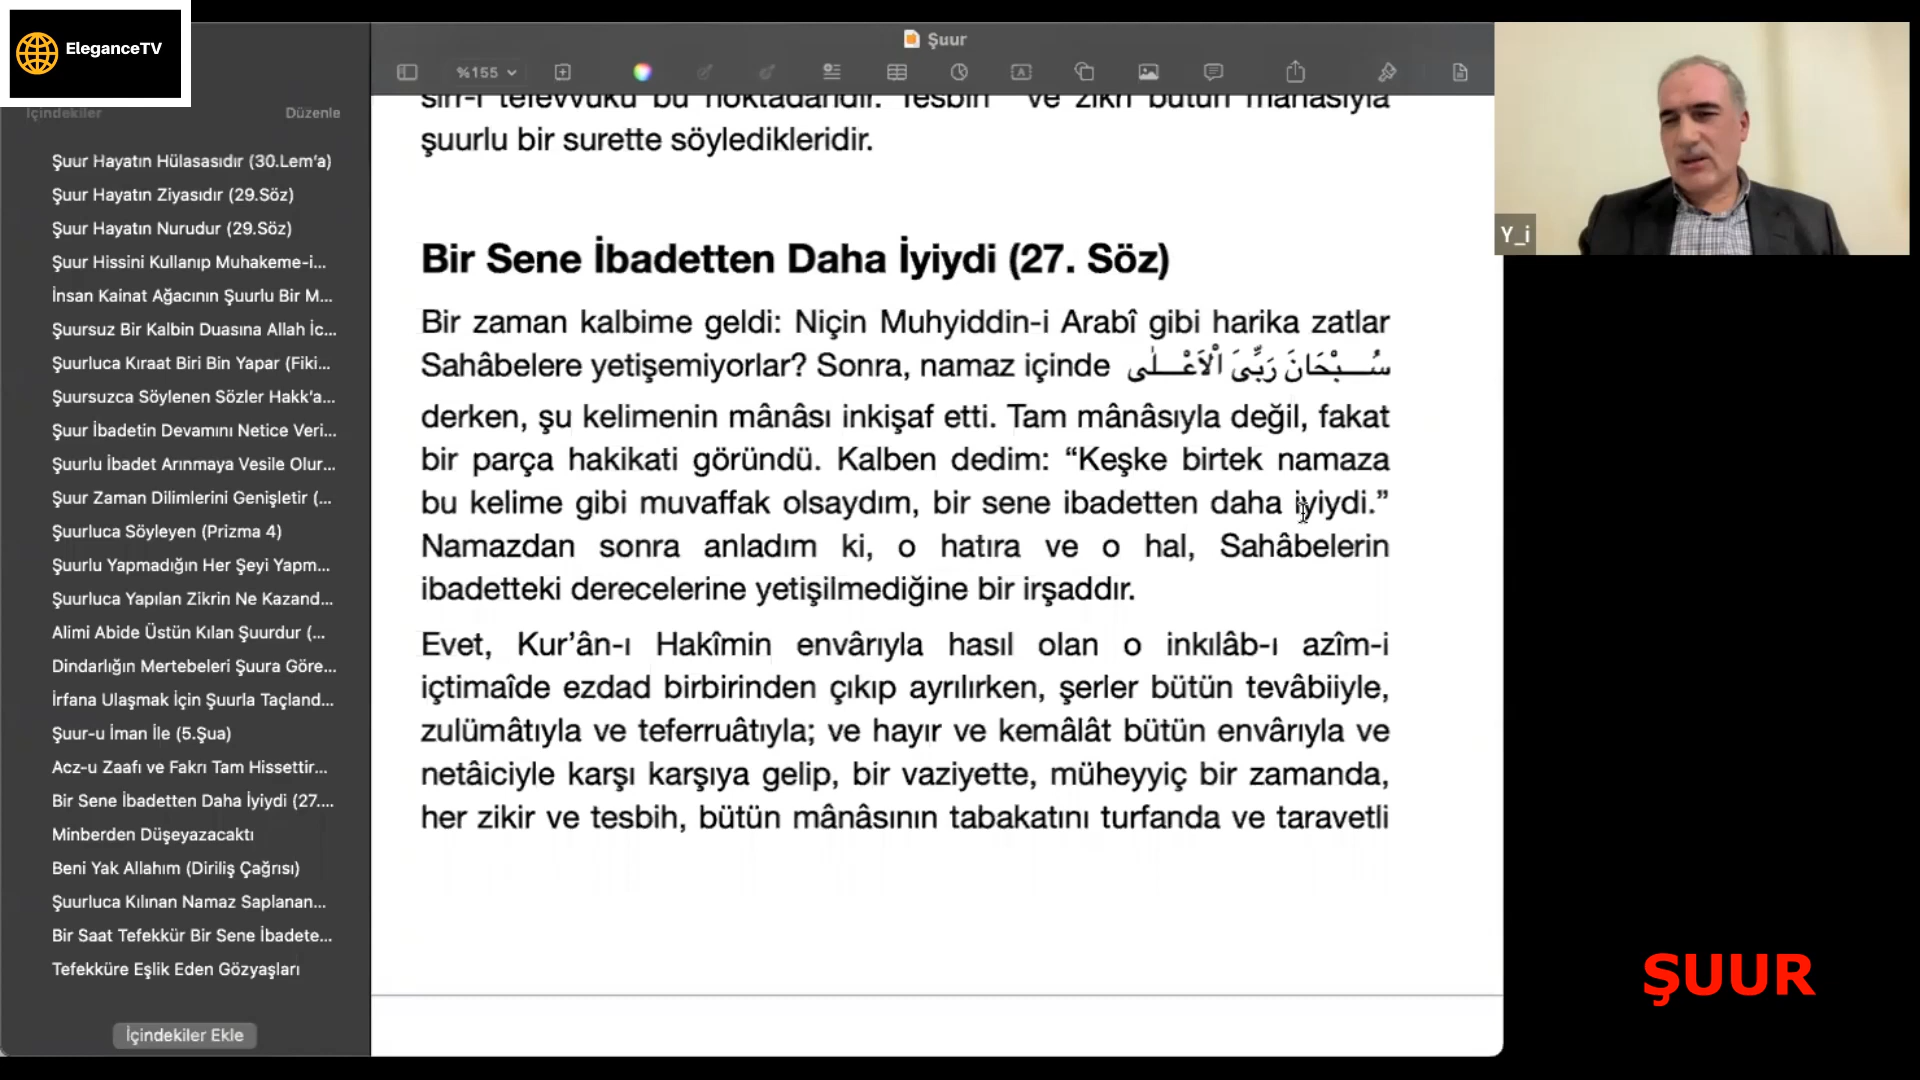 EleganceTV
Şuur
%155
İçindekiler
Düzenle
Şuur Hayatın Hülasasıdır (30.Lem'a)
Şuur Hayatın Ziyasıdır (29.Söz)
Şuur Hayatın Nurudur (29.Söz)
Şuur Hissini Kullanıp Muhakeme-i...
İnsan Kainat Ağacının Şuurlu Bir M...
Şuursuz Bir Kalbin Duasına Allah İc...
Şuurluca Kıraat Biri Bin Yapar (Fiki...
Şuursuzca Söylenen Sözler Hakk'a...
Şuur İbadetin Devamını Netice Veri...
Şuurlu İbadet Arınmaya Vesile Olur...
Şuur Zaman Dilimlerini Genişletir (...
Şuurluca Söyleyen (Prizma 4)
Şuurlu Yapmadığın Her Şeyi Yapm...
Şuurluca Yapılan Zikrin Ne Kazand...
Alimi Abide Üstün Kılan Şuurdur (...
Dindarlığın Mertebeleri Şuura Göre...
İrfana Ulaşmak İçin Şuurla Taçland...
Şuur-u İman İle (5.Şua)
Acz-u Zaafı ve Fakrı Tam Hissettir...
Bir Sene İbadetten Daha İyiydi (27....
Minberden Düşeyazacaktı
Beni Yak Allahım (Diriliş Çağrısı)
Şuurluca Kılınan Namaz Saplanan...
Bir Saat Tefekkür Bir Sene İbadete...
Tefekküre Eşlik Eden Gözyaşları
İçindekiler Ekle
sırr-ı tefevvuku bu noktadandır. Tesbih ve zikri bütün mânâsıyla
şuurlu bir surette söyledikleridir.
Bir Sene İbadetten Daha İyiydi (27. Söz)
Bir zaman kalbime geldi: Niçin Muhyiddin-i Arabî gibi harika zatlar
Sahâbelere yetişemiyorlar? Sonra, namaz içinde سُبْحَانَ رَبِّىَ الْاَعْلٰى
derken, şu kelimenin mânâsı inkişaf etti. Tam mânâsıyla değil, fakat
bir parça hakikati göründü. Kalben dedim: “Keşke birtek namaza
bu kelime gibi muvaffak olsaydım, bir sene ibadetten daha iyiydi.”
Namazdan sonra anladım ki, o hatıra ve o hal, Sahâbelerin
ibadetteki derecelerine yetişilmediğine bir irşaddır.
Evet, Kur’ân-ı Hakîmin envârıyla hasıl olan o inkılâb-ı azîm-i
içtimaîde ezdad birbirinden çıkıp ayrılırken, şerler bütün tevâbiiyle,
zulümâtıyla ve teferruâtıyla; ve hayır ve kemâlât bütün envârıyla ve
netâiciyle karşı karşıya gelip, bir vaziyette, müheyyiç bir zamanda,
her zikir ve tesbih, bütün mânâsının tabakatını turfanda ve taravetli
Y_i
ŞUUR